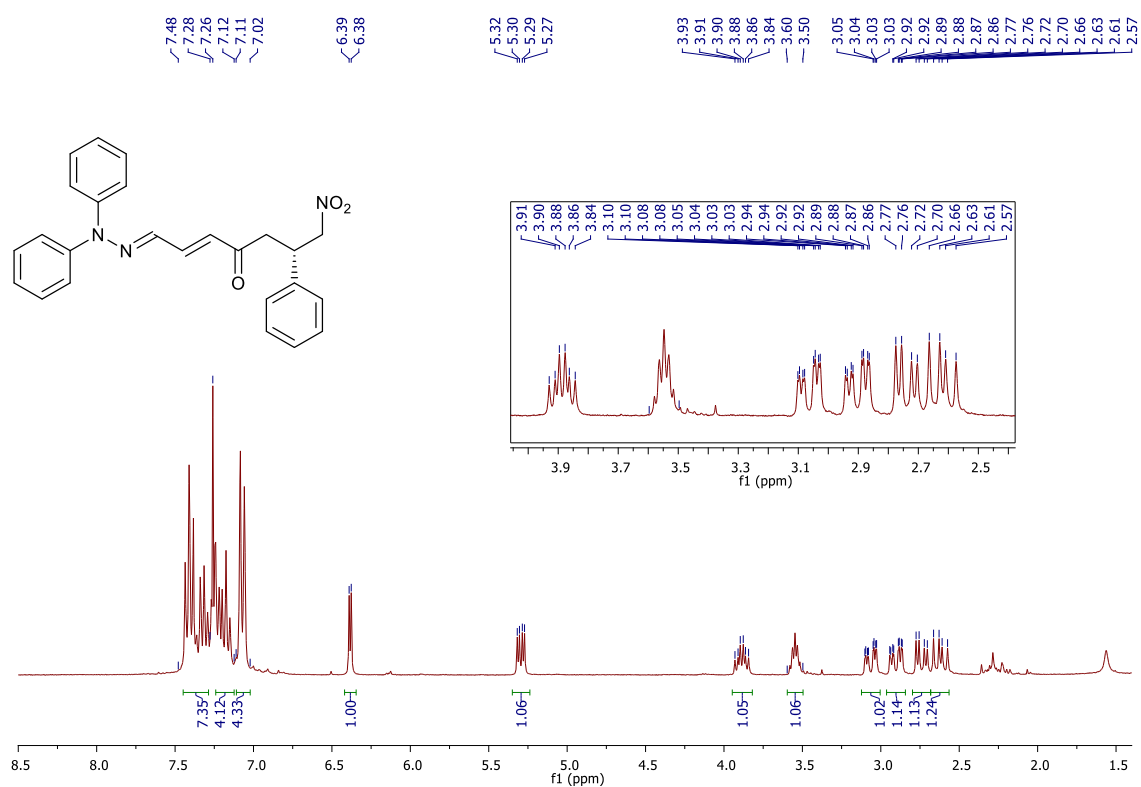 7.48 7.28 7.26 7.12 7.11 7.02 6.39 6.38 5.32 5.30 5.29 5.27 3.93 3.91 3.90 3.88 3.86 3.84 3.60 3.50 3.05 3.04 3.03 3.03 2.92 2.92 2.89 2.88 2.87 2.86 2.77 2.76 2.72 2.70 2.66 2.63 2.61 2.57
NO2
N
N
O
3.91 3.90 3.88 3.86 3.84 3.10 3.10 3.08 3.08 3.05 3.04 3.03 3.03 2.94 2.94 2.92 2.92 2.89 2.88 2.87 2.86 2.77 2.76 2.72 2.70 2.66 2.63 2.61 2.57
3.9 3.7 3.5 3.3 3.1 2.9 2.7 2.5
f1 (ppm)
7.35 4.12 4.33 1.00 1.06 1.05 1.06 1.02 1.14 1.13 1.24
8.5 8.0 7.5 7.0 6.5 6.0 5.5 5.0 4.5 4.0 3.5 3.0 2.5 2.0 1.5
f1 (ppm)